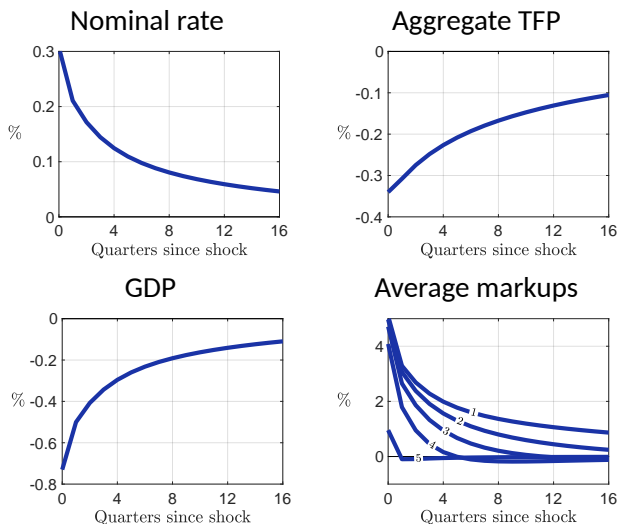 Nominal rate
0.3
0.2
%
0.1
0
0 4 8 12 16
Quarters since shock
Aggregate TFP
0
-0.1
% -0.2
-0.3
-0.4
0 4 8 12 16
Quarters since shock
GDP
0
-0.2
% -0.4
-0.6
-0.8
0 4 8 12 16
Quarters since shock
Average markups
4
% 2
0
1
2
3
4
5
0 4 8 12 16
Quarters since shock